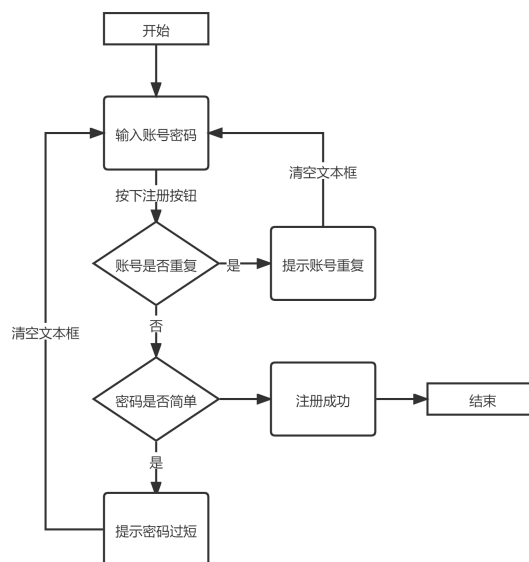 开始
输入账号密码
清空文本框
按下注册按钮
账号是否重复
是
提示账号重复
否
清空文本框
密码是否简单
注册成功
结束
是
提示密码过短